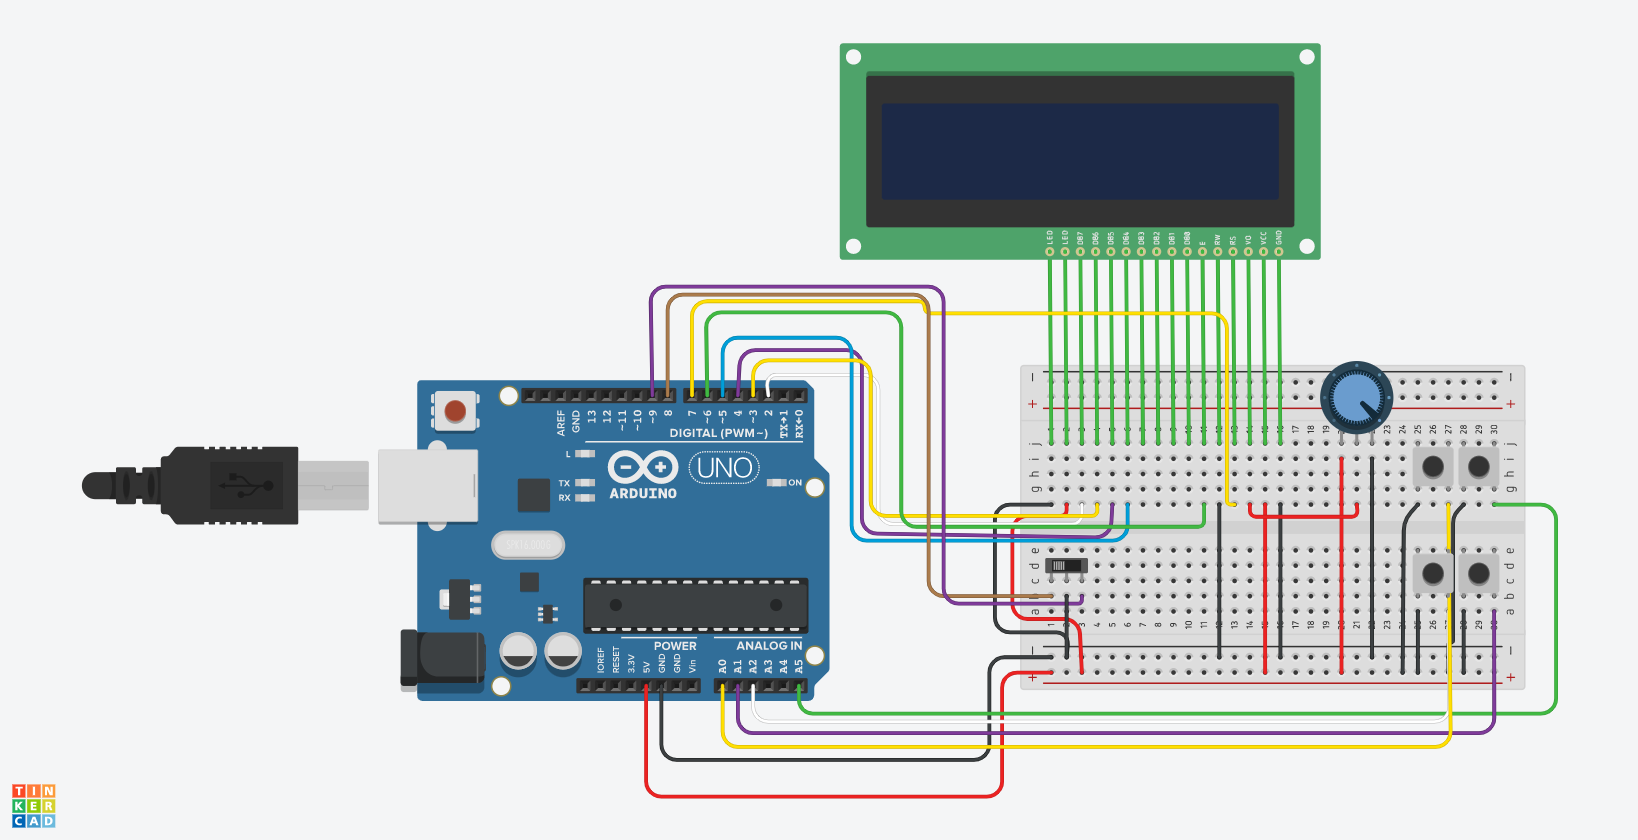 LED LED DB7 DB6 DB5 DB4 DB3 DB2 DB1 DB0 E RW RS V0 VCC GND
AREF GND 13 12 ~11 ~10 ~9 8 7 ~6 ~5 4 ~3 2 TX→1 RX←0
DIGITAL (PWM~)
L
TX
RX
ARDUINO
UNO
ON
POWER
ANALOG IN
IOREF RESET 3.3V 5V GND GND Vin A0 A1 A2 A3 A4 A5
− −
+ +
17 18 19 23 24 25 26 27 28 29 30
j j
i i
h h
g g
e e
d d
c c
b b
a a
1 3 4 5 6 7 8 9 10 11 13 14 17 18 19 21 23 24 25 26 28 29
− −
+ +
TIN
KER
CAD